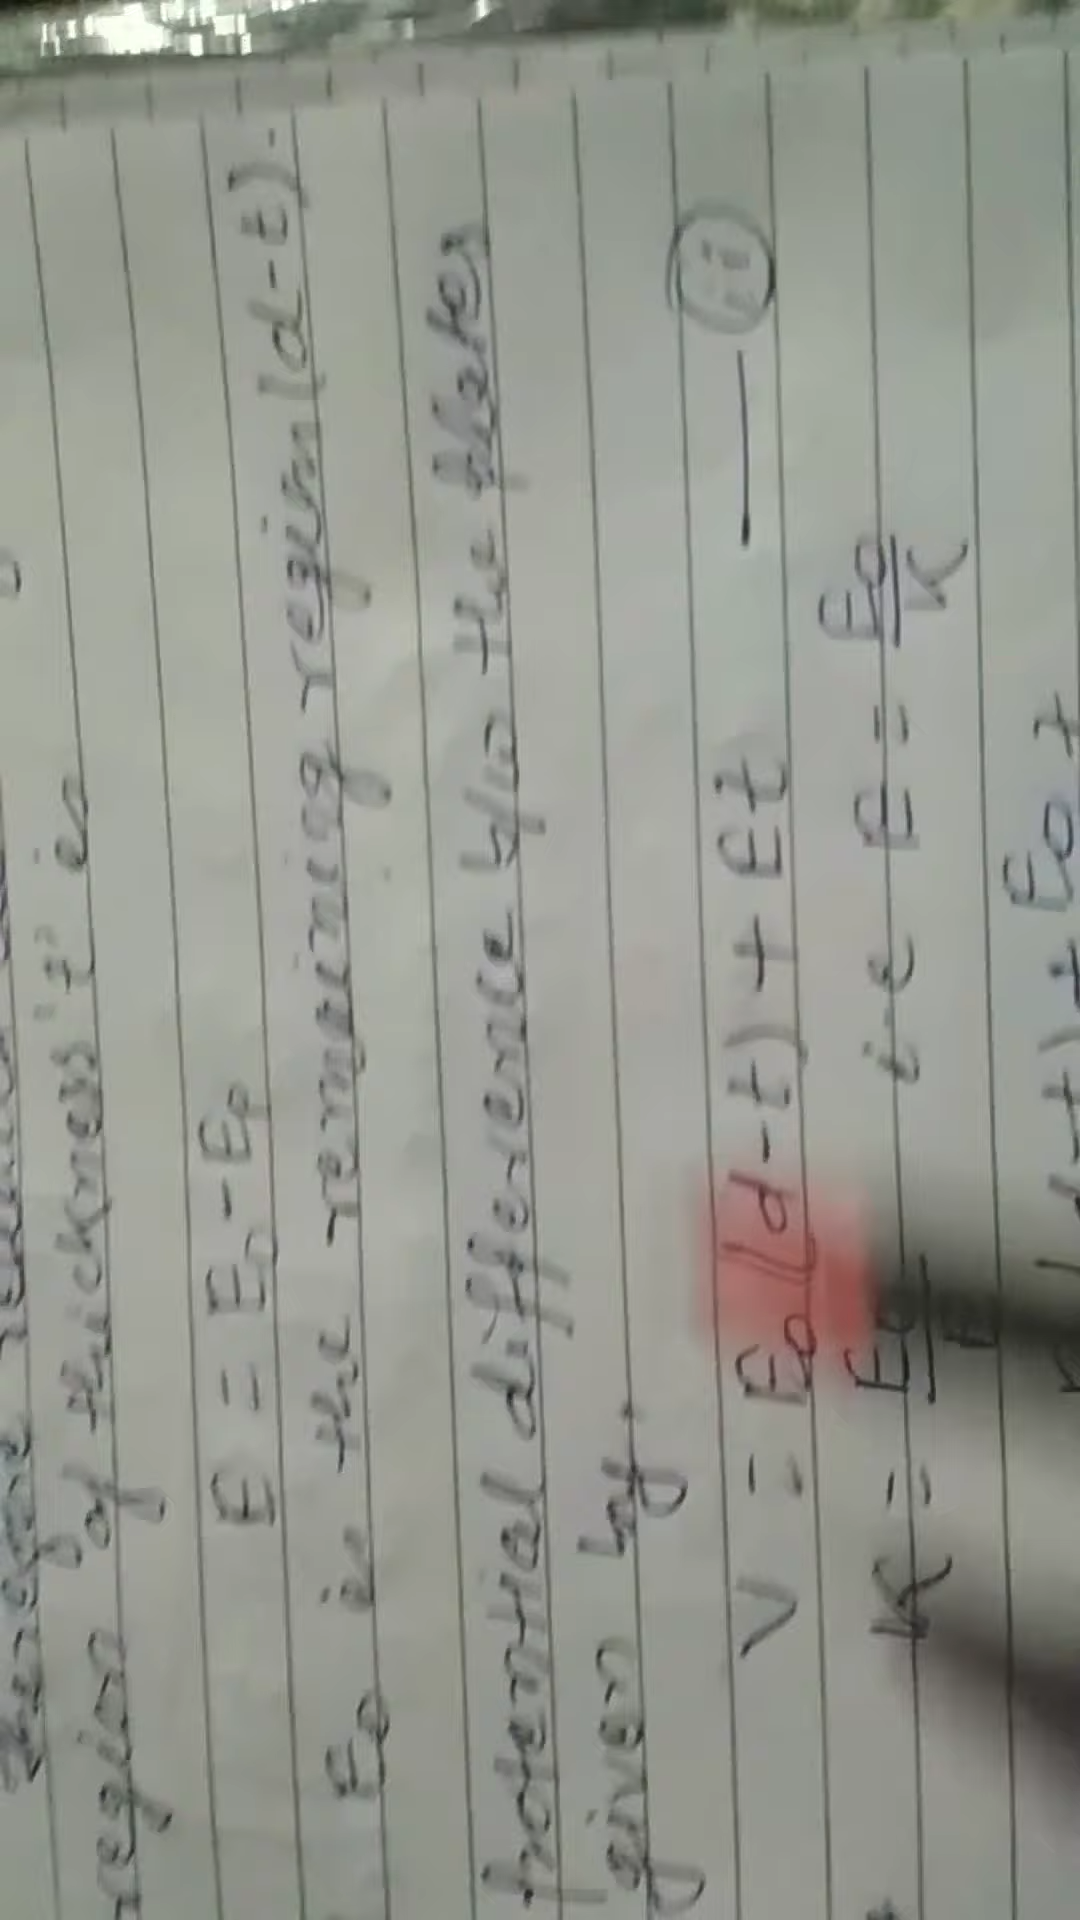 region of thickness 't' is
E = E₀ - Ep
E₀ is the remaining region (d-t).
potential difference b/w the plates
given by.
V = E₀(d-t) + Et — (ii)
K = E₀/E i.e E = E₀/K